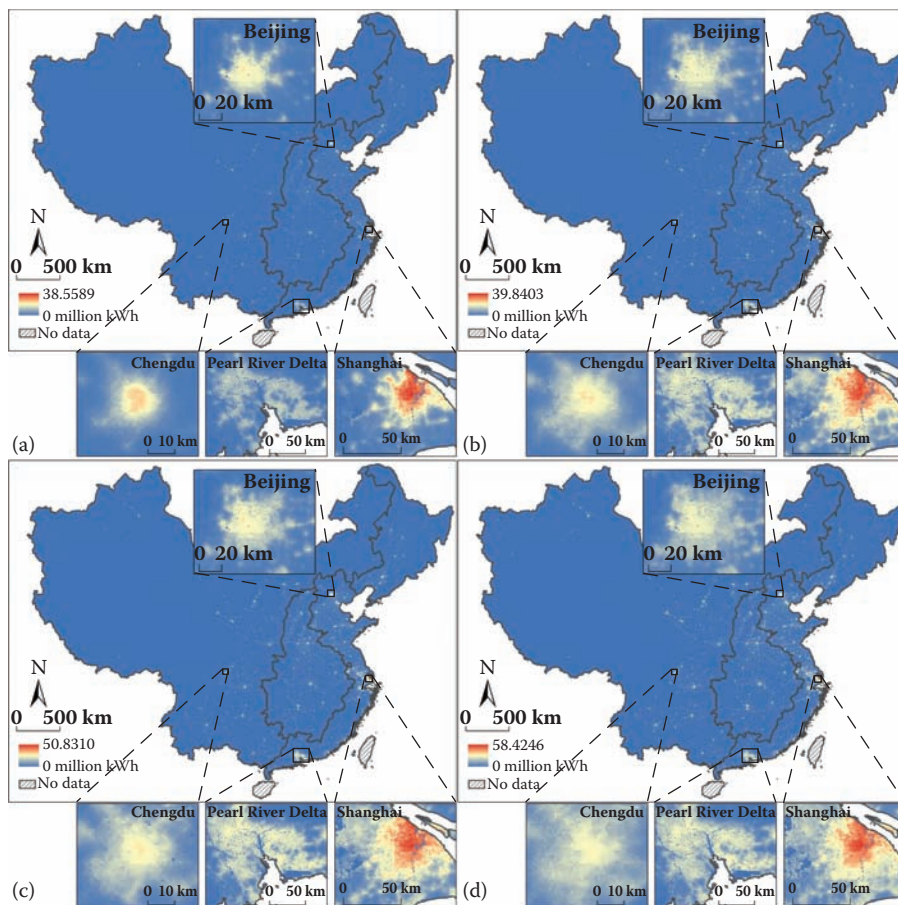 Beijing
0 20 km
N
0 500 km
38.5589
0 million kWh
No data
Chengdu
0 10 km
Pearl River Delta
0 50 km
Shanghai
0 50 km
(a)
Beijing
0 20 km
N
0 500 km
39.8403
0 million kWh
No data
Chengdu
0 10 km
Pearl River Delta
0 50 km
Shanghai
0 50 km
(b)
Beijing
0 20 km
N
0 500 km
50.8310
0 million kWh
No data
Chengdu
0 10 km
Pearl River Delta
0 50 km
Shanghai
0 50 km
(c)
Beijing
0 20 km
N
0 500 km
58.4246
0 million kWh
No data
Chengdu
0 10 km
Pearl River Delta
0 50 km
Shanghai
0 50 km
(d)